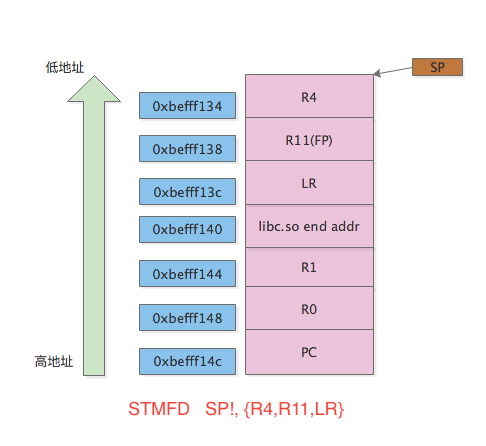 低地址
SP
0xbefff134
R4
0xbefff138
R11(FP)
0xbefff13c
LR
0xbefff140
libc.so end addr
0xbefff144
R1
0xbefff148
R0
高地址
0xbefff14c
PC
STMFD SP!, {R4,R11,LR}